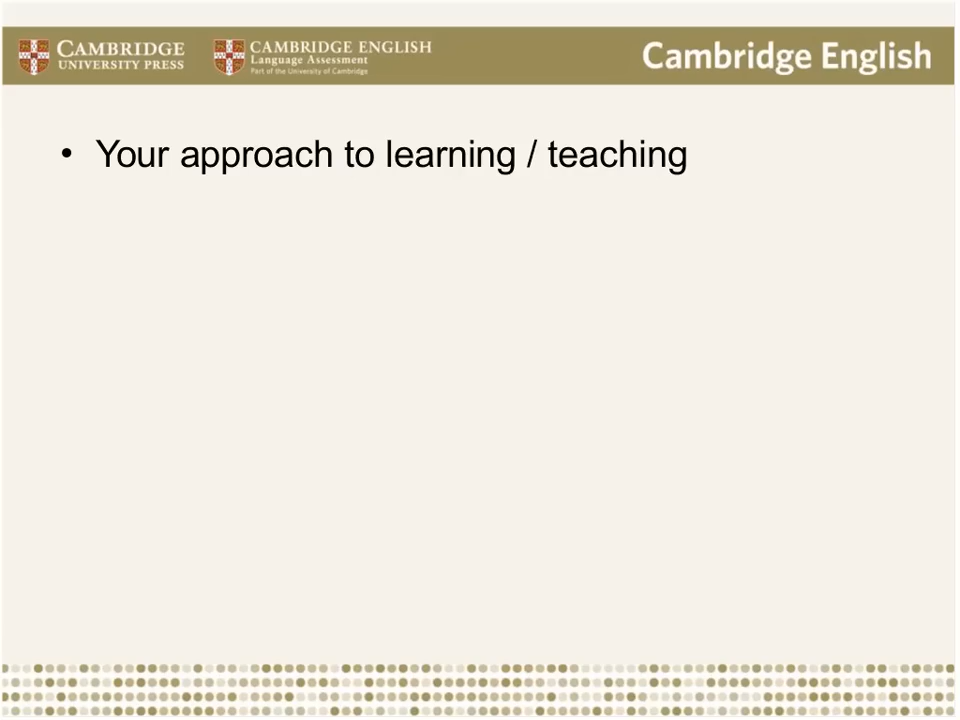 CAMBRIDGE
UNIVERSITY PRESS
CAMBRIDGE ENGLISH
Language Assessment
Part of the University of Cambridge
Cambridge English
• Your approach to learning / teaching